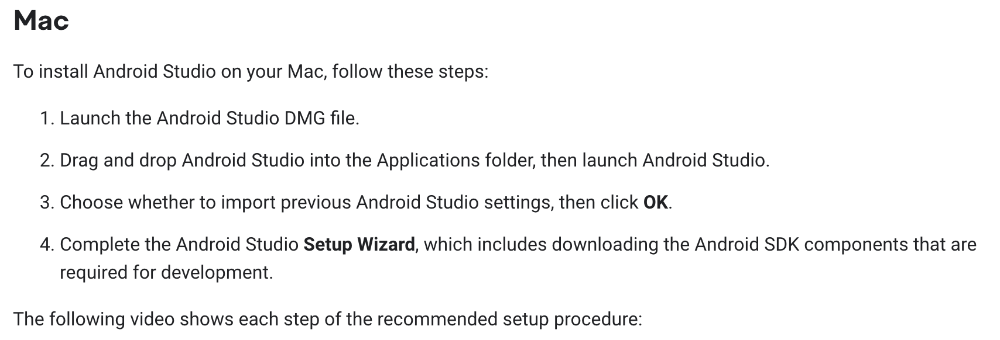 Mac
To install Android Studio on your Mac, follow these steps:
1. Launch the Android Studio DMG file.
2. Drag and drop Android Studio into the Applications folder, then launch Android Studio.
3. Choose whether to import previous Android Studio settings, then click OK.
4. Complete the Android Studio Setup Wizard, which includes downloading the Android SDK components that are
required for development.
The following video shows each step of the recommended setup procedure: